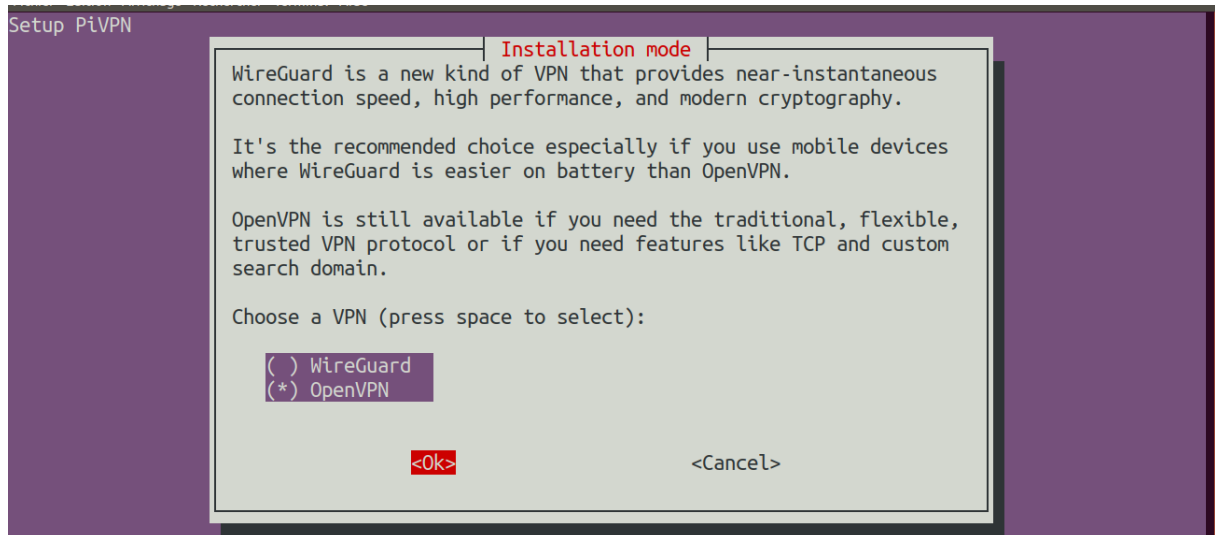 Setup PiVPN
Installation mode
WireGuard is a new kind of VPN that provides near-instantaneous
connection speed, high performance, and modern cryptography.
It's the recommended choice especially if you use mobile devices
where WireGuard is easier on battery than OpenVPN.
OpenVPN is still available if you need the traditional, flexible,
trusted VPN protocol or if you need features like TCP and custom
search domain.
Choose a VPN (press space to select):
( ) WireGuard
(*) OpenVPN
<Ok> <Cancel>